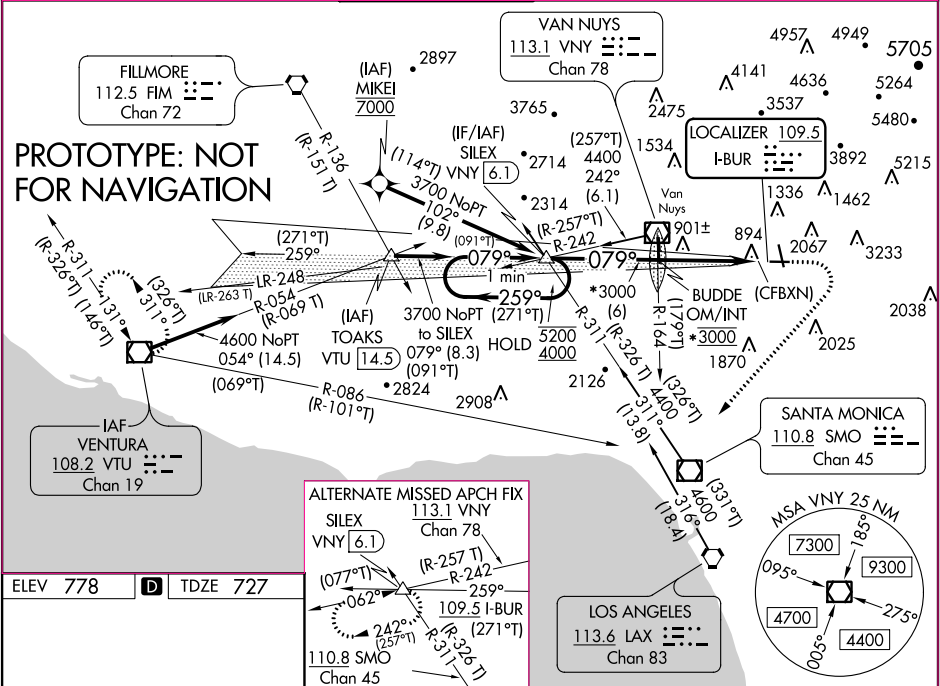 VAN NUYS
113.1 VNY
Chan 78
FILLMORE
112.5 FIM
Chan 72
(IAF)
MIKEI
7000
2897
4957
4949
5705
4141
4636
5264
2475
3537
5480
3765
(IF/IAF)
SILEX
VNY 6.1
(257°T)
4400
242°
(6.1)
1534
LOCALIZER 109.5
I-BUR
3892
5215
PROTOTYPE: NOT
FOR NAVIGATION
R-136
(R-151 T)
(114°T)
3700 NoPT
102°
(9.8)
2714
2314
Van
Nuys
1336
1462
(R-257°T)
R-242
901±
894
2067
3233
R-311
(R-326°T)
(271°T)
259°
(091°T)
079°
079°
1 min
259°
(271°T)
*3000
(6)
(CFBXN)
2038
(146°T)
131°
311°
(326°T)
LR-248
(LR-263 T)
R-054
(R-069 T)
(IAF)
TOAKS
VTU 14.5
3700 NoPT
to SILEX
079° (8.3)
(091°T)
HOLD
5200
4000
R-311
(R-326 T)
R-164
(179°T)
BUDDE
OM/INT
*3000
1870
2025
4600 NoPT
054° (14.5)
(069°T)
R-086
(R-101°T)
2824
2908
2126
(326°T)
4400
311°
(13.8)
IAF
VENTURA
108.2 VTU
Chan 19
SANTA MONICA
110.8 SMO
Chan 45
(331°T)
4600
316°
(18.4)
LOS ANGELES
113.6 LAX
Chan 83
ALTERNATE MISSED APCH FIX
SILEX
VNY 6.1
113.1 VNY
Chan 78
(R-257 T)
R-242
(077°T)
062°
259°
109.5 I-BUR
(271°T)
242°
(257°T)
R-311
(R-326 T)
110.8 SMO
Chan 45
MSA VNY 25 NM
185°
7300
9300
095°
275°
4700
4400
005°
ELEV 778 D TDZE 727